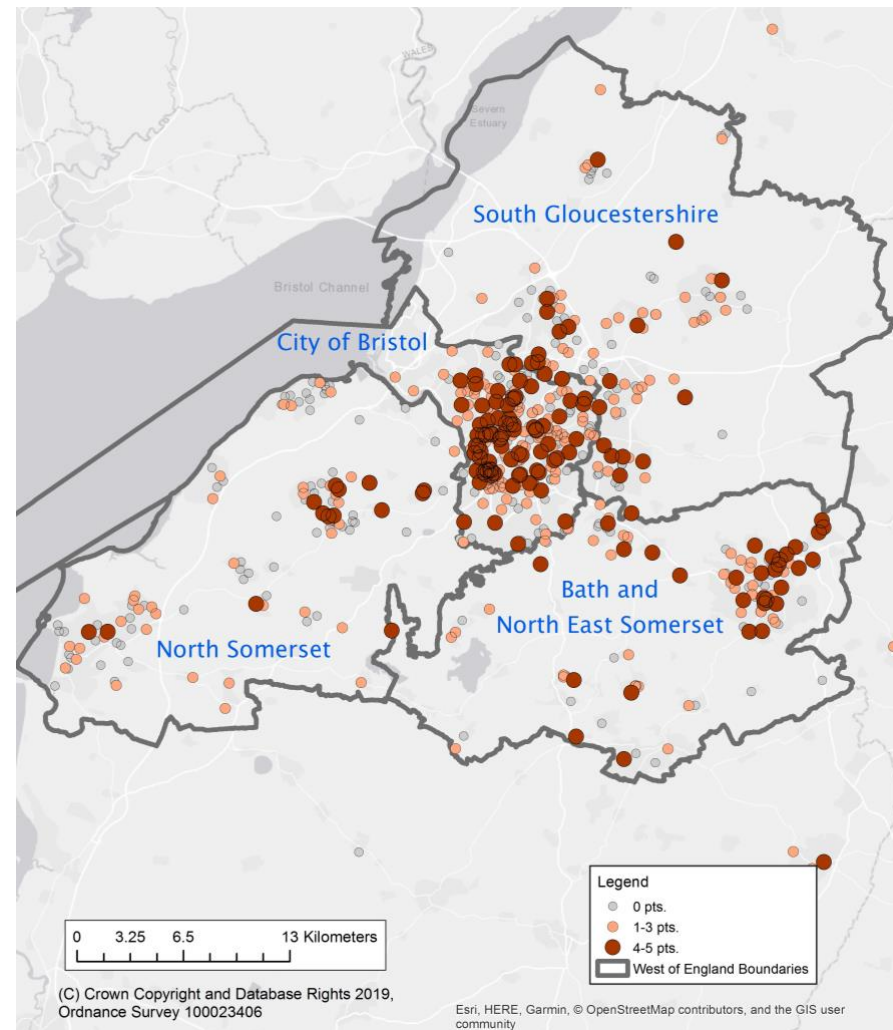 WALES
Severn
Estuary
South Gloucestershire
Bristol Channel
City of Bristol
Bath and
North East Somerset
North Somerset
Legend
0 pts.
1-3 pts.
4-5 pts.
West of England Boundaries
0 3.25 6.5 13 Kilometers
(C) Crown Copyright and Database Rights 2019,
Ordnance Survey 100023406
Esri, HERE, Garmin, © OpenStreetMap contributors, and the GIS user
community